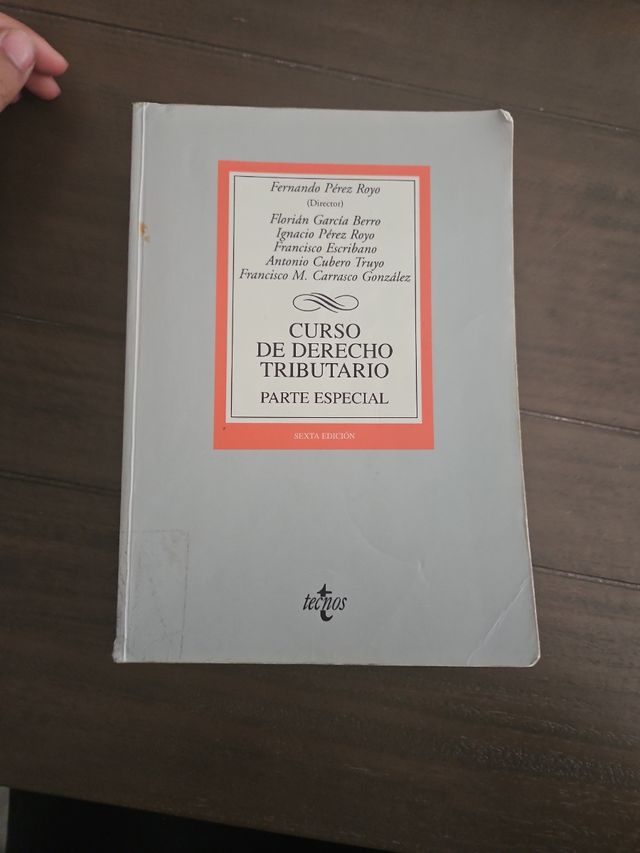 Fernando Pérez Royo
(Director)
Florián García Berro
Ignacio Pérez Royo
Francisco Escribano
Antonio Cubero Truyo
Francisco M. Carrasco González
CURSO
DE DERECHO
TRIBUTARIO
PARTE ESPECIAL
SEXTA EDICIÓN
tecnos